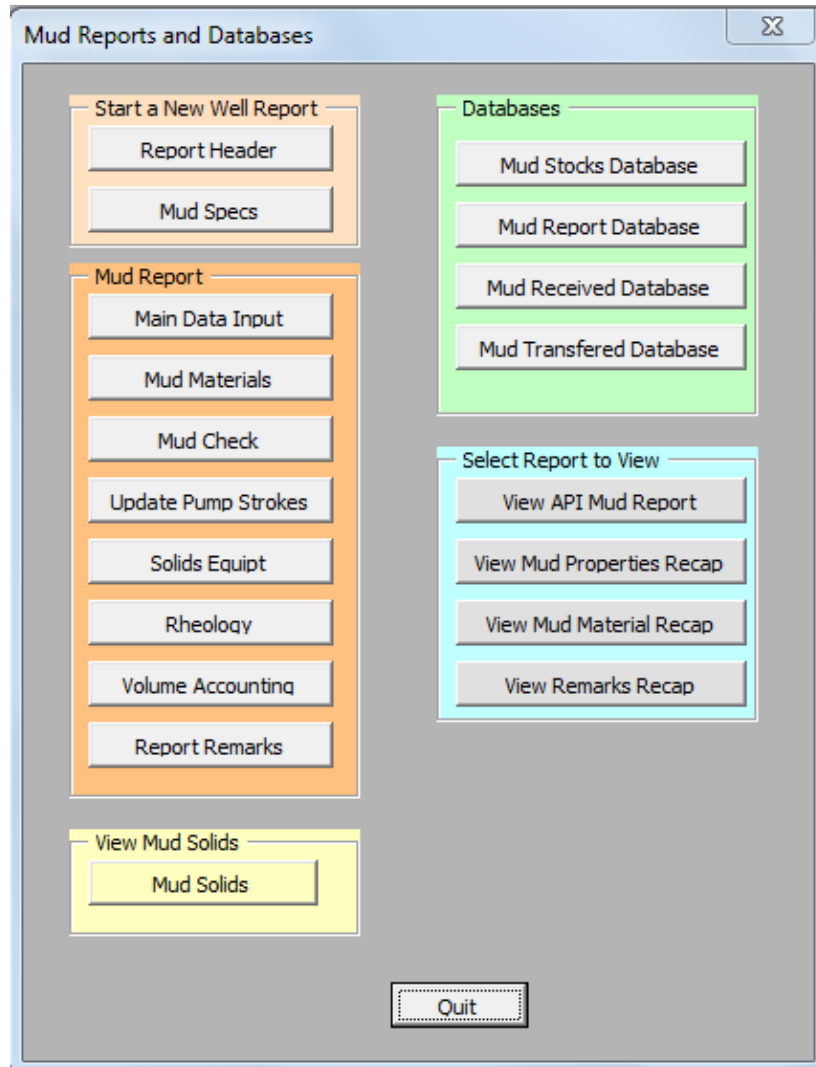 Mud Reports and Databases
Start a New Well Report
Report Header
Mud Specs
Mud Report
Main Data Input
Mud Materials
Mud Check
Update Pump Strokes
Solids Equipt
Rheology
Volume Accounting
Report Remarks
View Mud Solids
Mud Solids
Databases
Mud Stocks Database
Mud Report Database
Mud Received Database
Mud Transfered Database
Select Report to View
View API Mud Report
View Mud Properties Recap
View Mud Material Recap
View Remarks Recap
Quit